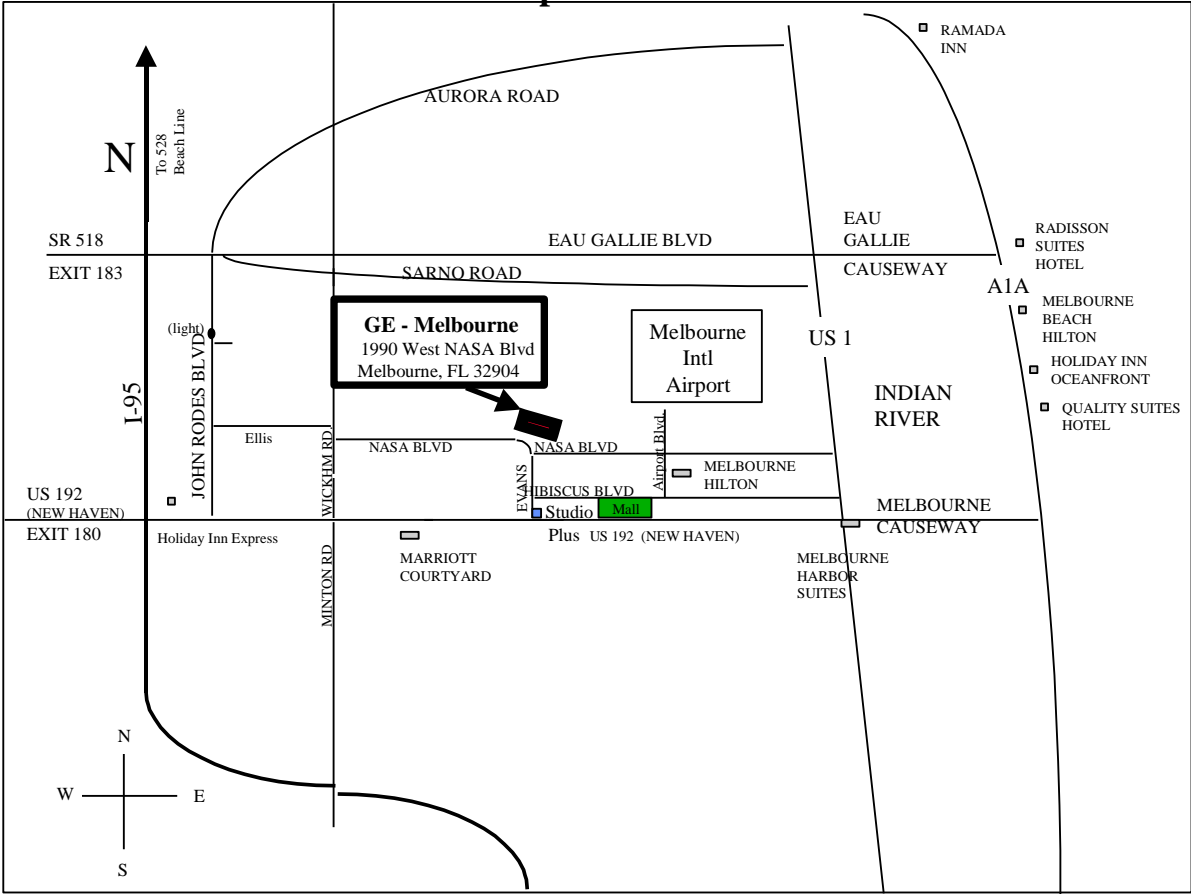 RAMADA
INN
AURORA ROAD
To 528
Beach Line
N
SR 518
EAU GALLIE BLVD
EAU
GALLIE
CAUSEWAY
RADISSON
SUITES
HOTEL
EXIT 183
SARNO ROAD
A1A
GE - Melbourne
1990 West NASA Blvd
Melbourne, FL 32904
Melbourne
Intl
Airport
US 1
MELBOURNE
BEACH
HILTON
(light)
JOHN RODES BLVD
I-95
HOLIDAY INN
OCEANFRONT
INDIAN
RIVER
QUALITY SUITES
HOTEL
Ellis
WICKHM RD.
NASA BLVD
NASA BLVD
Airport Blvd.
MELBOURNE
HILTON
EVANS
HIBISCUS BLVD
US 192
(NEW HAVEN)
EXIT 180
Studio
Plus
Mall
MELBOURNE
CAUSEWAY
Holiday Inn Express
US 192 (NEW HAVEN)
MINTON RD
MARRIOTT
COURTYARD
MELBOURNE
HARBOR
SUITES
N
W
E
S